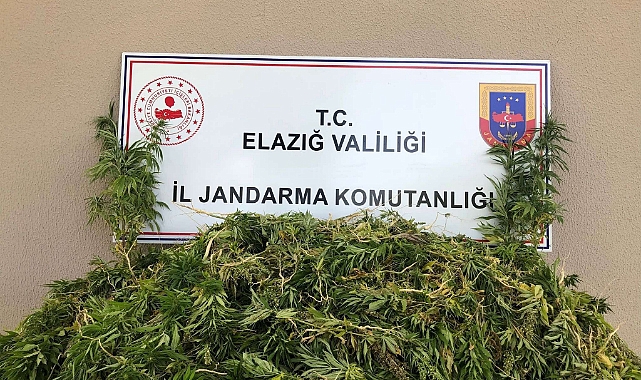 T.C.
ELAZIĞ VALİLİĞİ
İL JANDARMA KOMUTANLIĞI